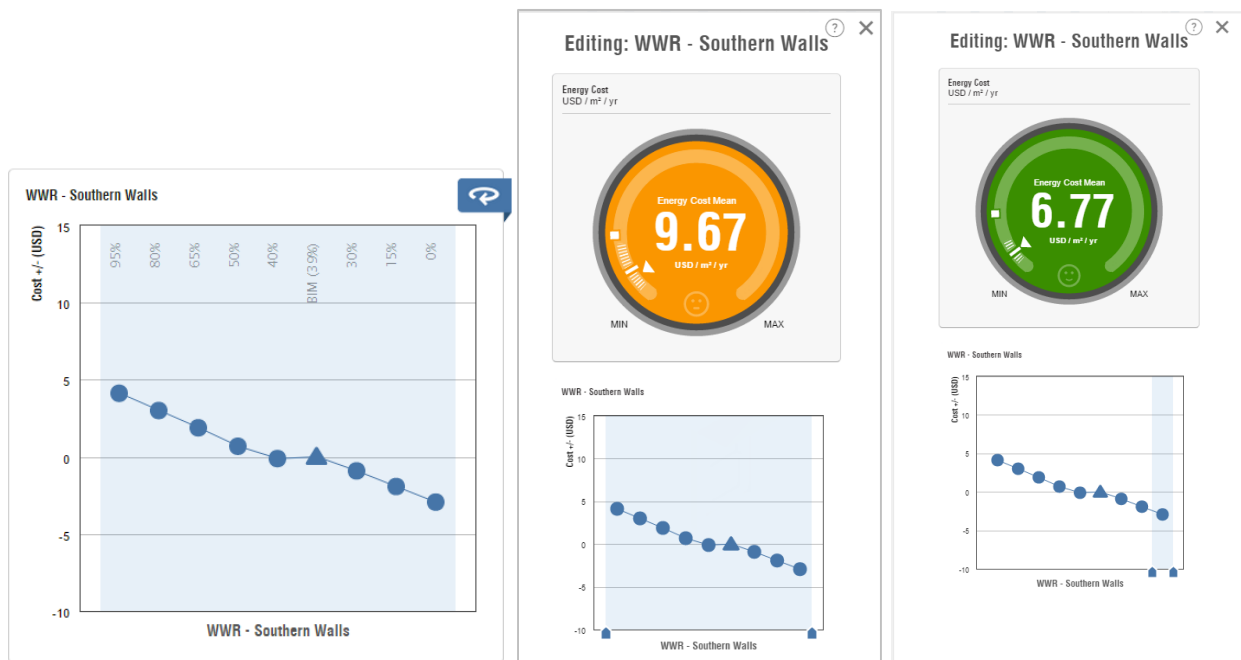 WWR - Southern Walls
Cost +/- (USD)
15
10
5
0
-5
-10
95%
80%
65%
50%
40%
BIM (39%)
30%
15%
0%
WWR - Southern Walls
Editing: WWR - Southern Walls
?
Energy Cost
USD / m² / yr
Energy Cost Mean
9.67
USD / m² / yr
MIN
MAX
WWR - Southern Walls
Cost +/- (USD)
15
10
5
0
-5
-10
WWR - Southern Walls
Editing: WWR - Southern Walls
?
Energy Cost
USD / m² / yr
Energy Cost Mean
6.77
USD / m² / yr
MIN
MAX
WWR - Southern Walls
Cost +/- (USD)
15
10
5
0
-5
-10
WWR - Southern Walls